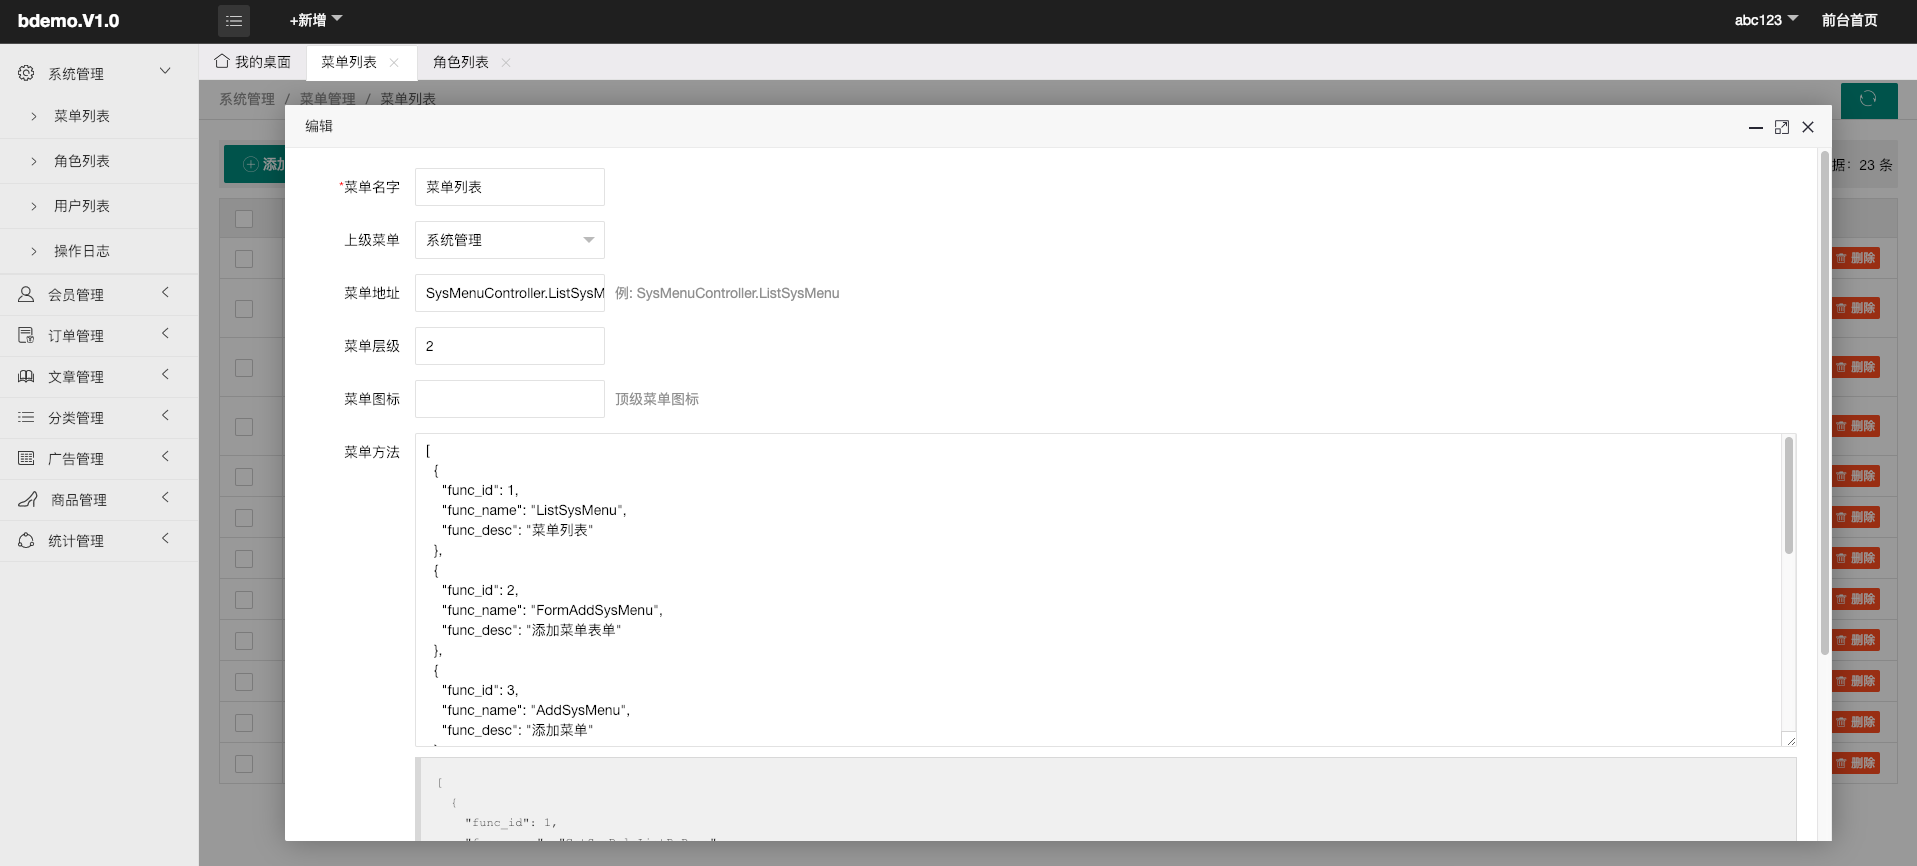 bdemo.V1.0
+新增
abc123
前台首页
系统管理
菜单列表
角色列表
用户列表
操作日志
会员管理
订单管理
文章管理
分类管理
广告管理
商品管理
统计管理
我的桌面
菜单列表
角色列表
系统管理 / 菜单管理 / 菜单列表
添加
据：23 条
编辑
*菜单名字 菜单列表
上级菜单 系统管理
菜单地址 SysMenuController.ListSysM 例: SysMenuController.ListSysMenu
菜单层级 2
菜单图标 顶级菜单图标
菜单方法
[
{
"func_id": 1,
"func_name": "ListSysMenu",
"func_desc": "菜单列表"
},
{
"func_id": 2,
"func_name": "FormAddSysMenu",
"func_desc": "添加菜单表单"
},
{
"func_id": 3,
"func_name": "AddSysMenu",
"func_desc": "添加菜单"
[
{
"func_id": 1,
删除
删除
删除
删除
删除
删除
删除
删除
删除
删除
删除
删除